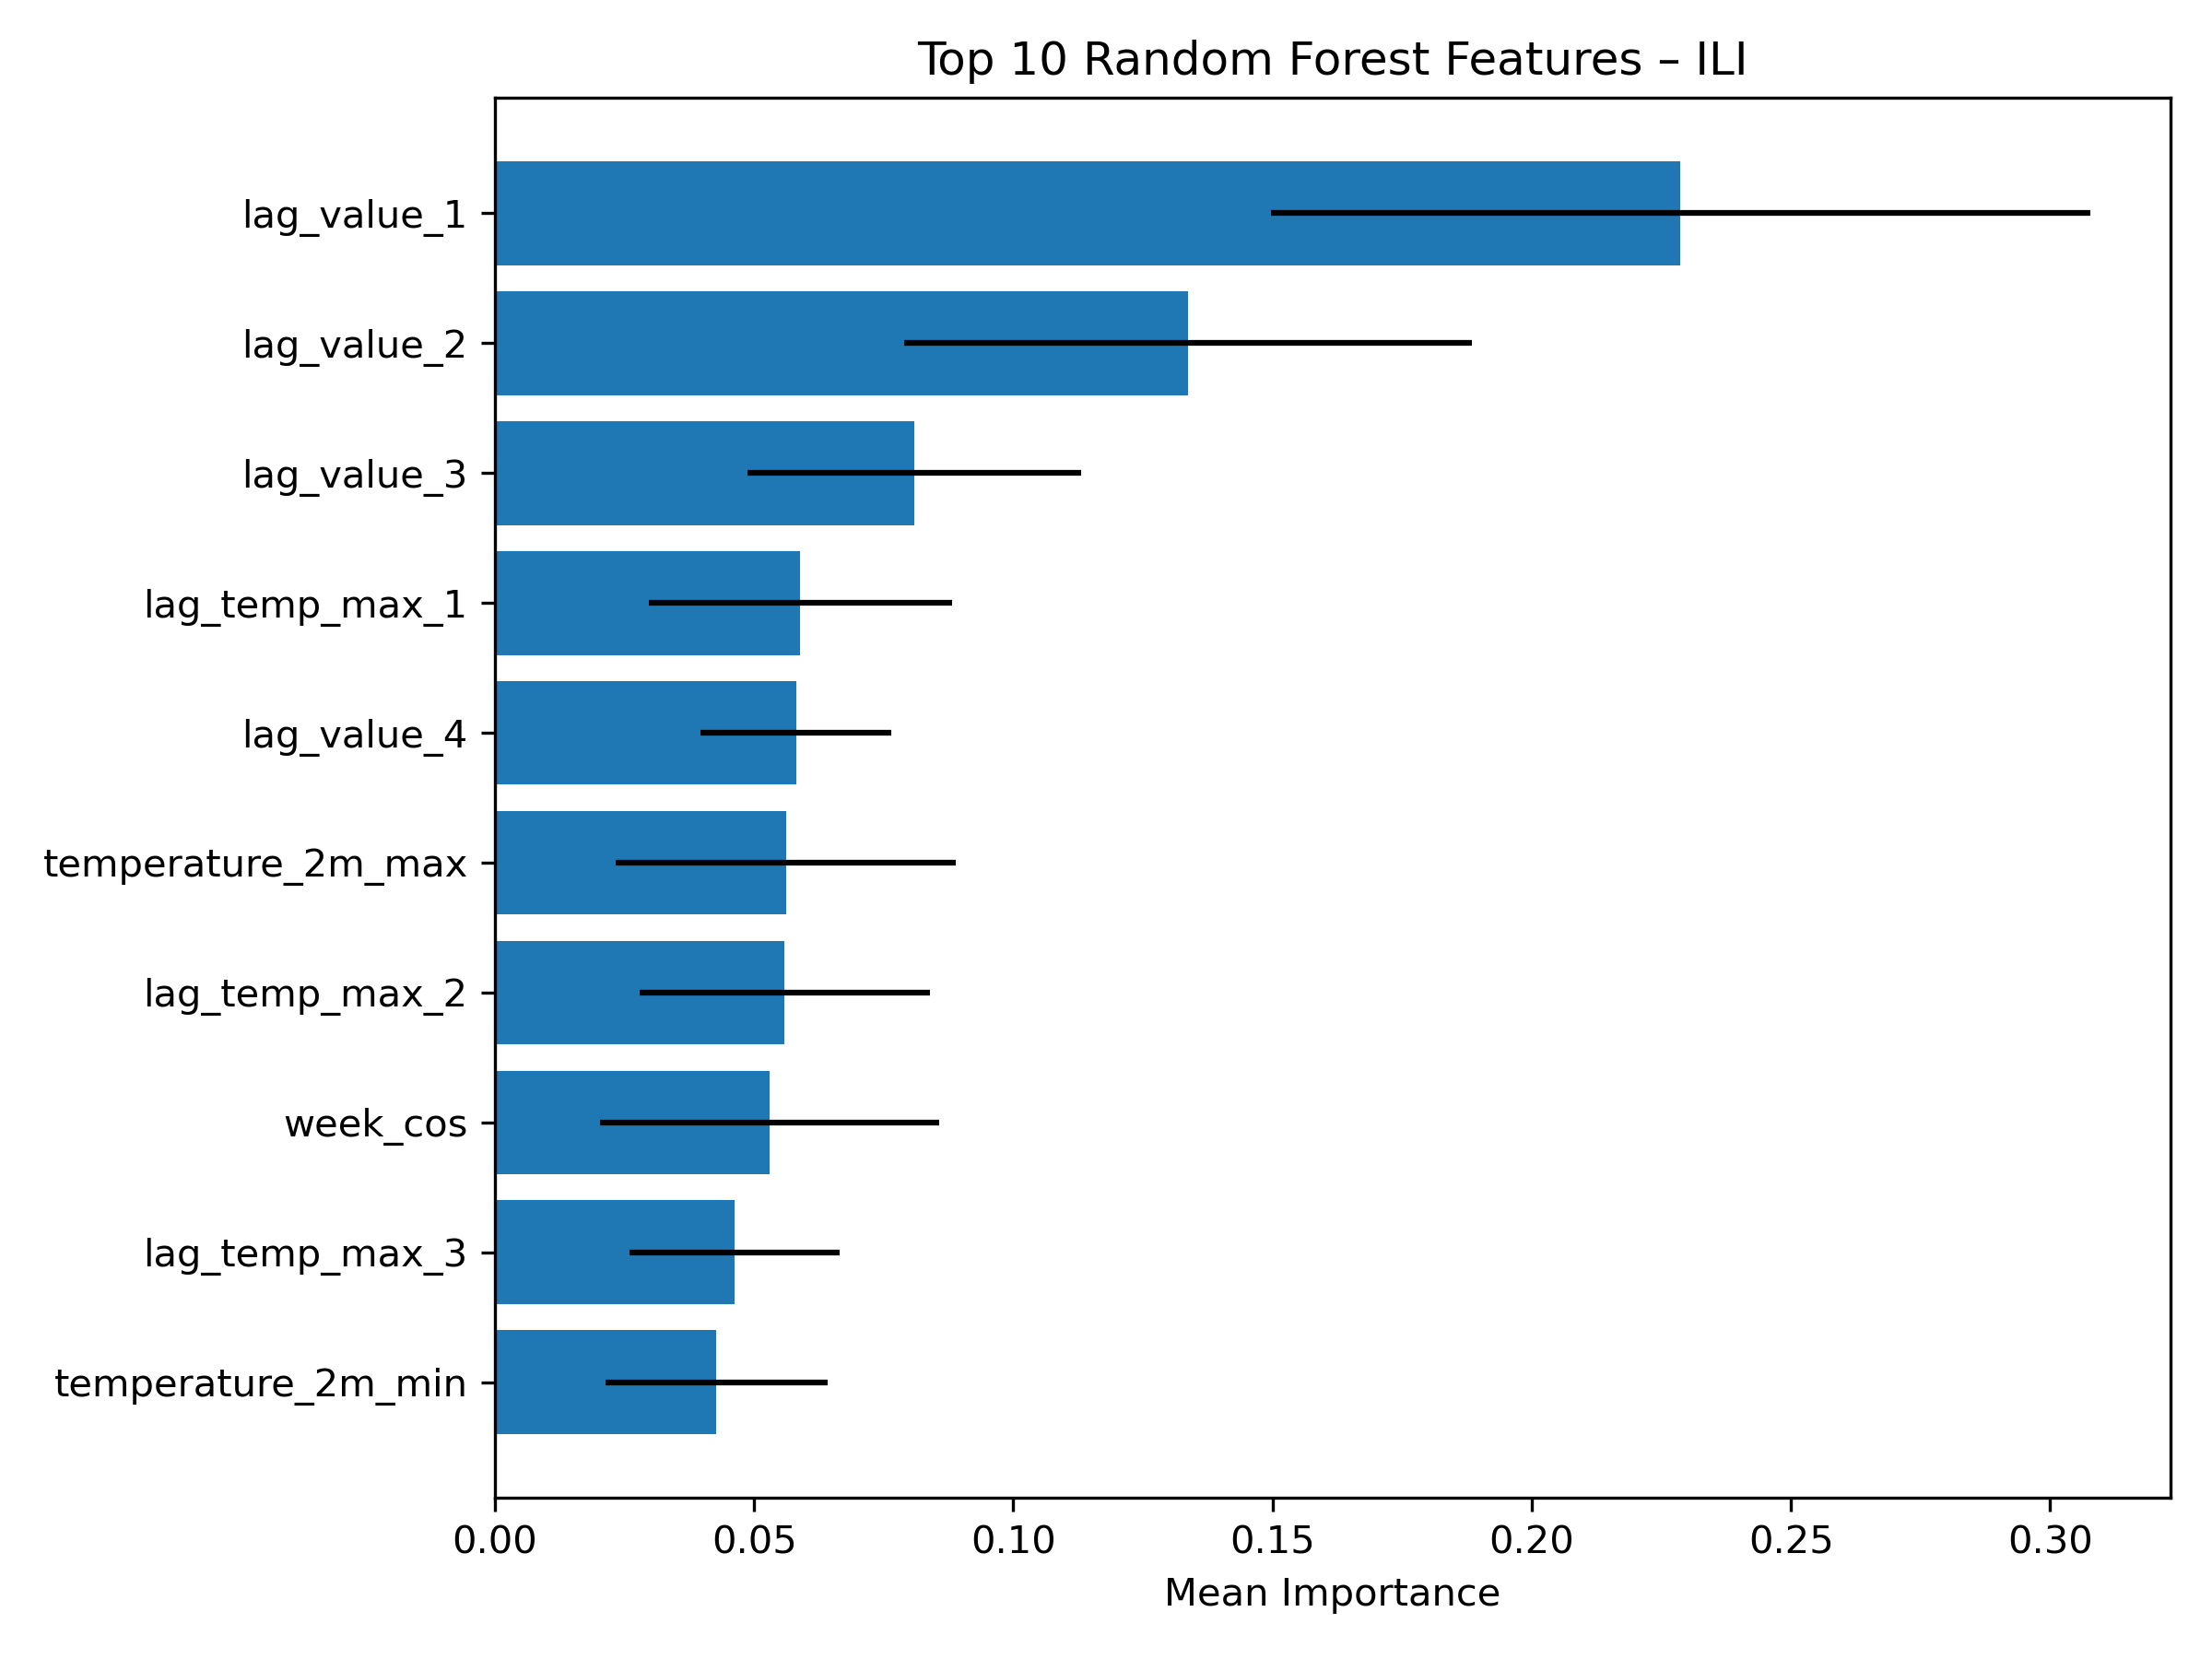 Top 10 Random Forest Features – ILI
lag_value_1
lag_value_2
lag_value_3
lag_temp_max_1
lag_value_4
temperature_2m_max
lag_temp_max_2
week_cos
lag_temp_max_3
temperature_2m_min
0.00 0.05 0.10 0.15 0.20 0.25 0.30
Mean Importance